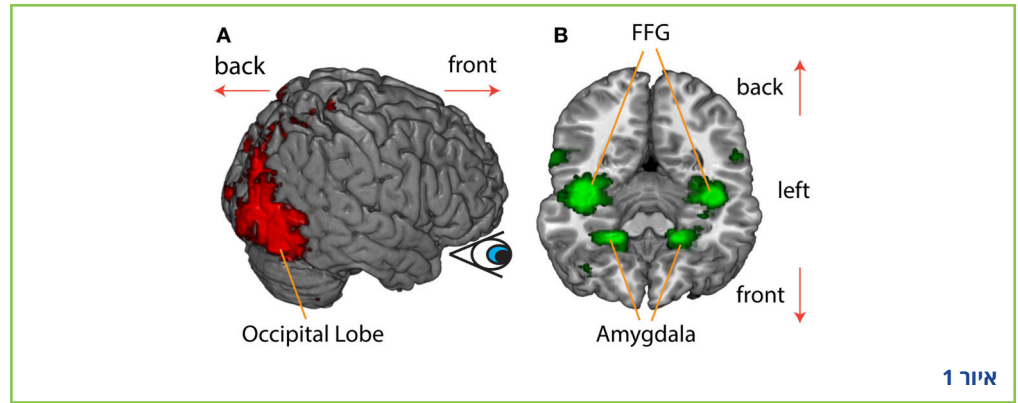 A
back
front
Occipital Lobe
B
FFG
back
left
front
Amygdala
איור 1